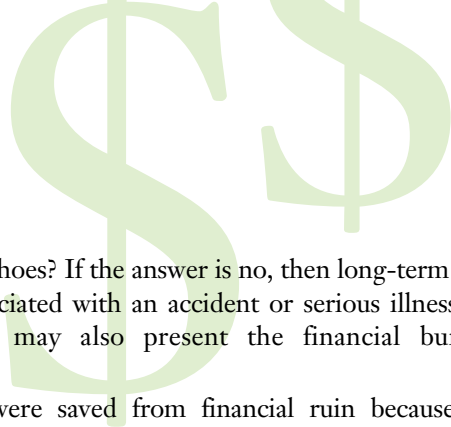 $ $
hoes? If the answer is no, then long-term
ciated with an accident or serious illness
may also present the financial bu
were saved from financial ruin because